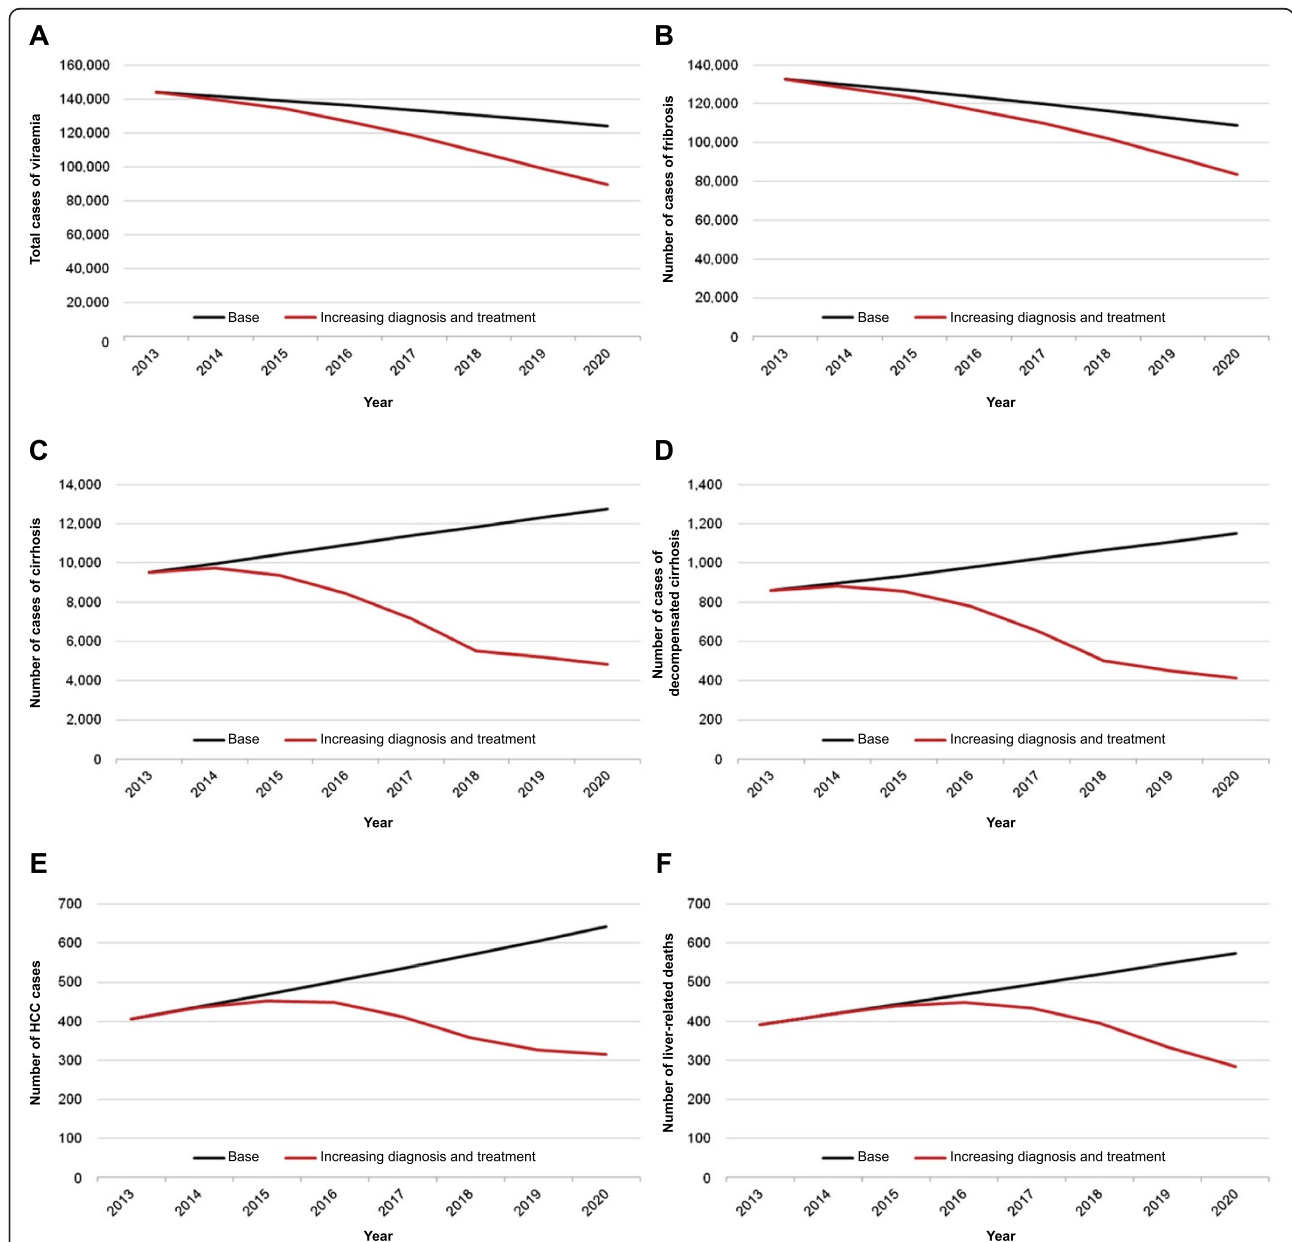 A
160,000
140,000
120,000
100,000
80,000
60,000
40,000
20,000
0
Total cases of viraemia
Base
Increasing diagnosis and treatment
2013 2014 2015 2016 2017 2018 2019 2020
Year
B
140,000
120,000
100,000
80,000
60,000
40,000
20,000
0
Number of cases of fribrosis
Base
Increasing diagnosis and treatment
2013 2014 2015 2016 2017 2018 2019 2020
Year
C
14,000
12,000
10,000
8,000
6,000
4,000
2,000
0
Number of cases of cirrhosis
Base
Increasing diagnosis and treatment
2013 2014 2015 2016 2017 2018 2019 2020
Year
D
1,400
1,200
1,000
800
600
400
200
0
Number of cases of
decompensated cirrhosis
Base
Increasing diagnosis and treatment
2013 2014 2015 2016 2017 2018 2019 2020
Year
E
700
600
500
400
300
200
100
0
Number of HCC cases
Base
Increasing diagnosis and treatment
2013 2014 2015 2016 2017 2018 2019 2020
Year
F
700
600
500
400
300
200
100
0
Number of liver-related deaths
Base
Increasing diagnosis and treatment
2013 2014 2015 2016 2017 2018 2019 2020
Year